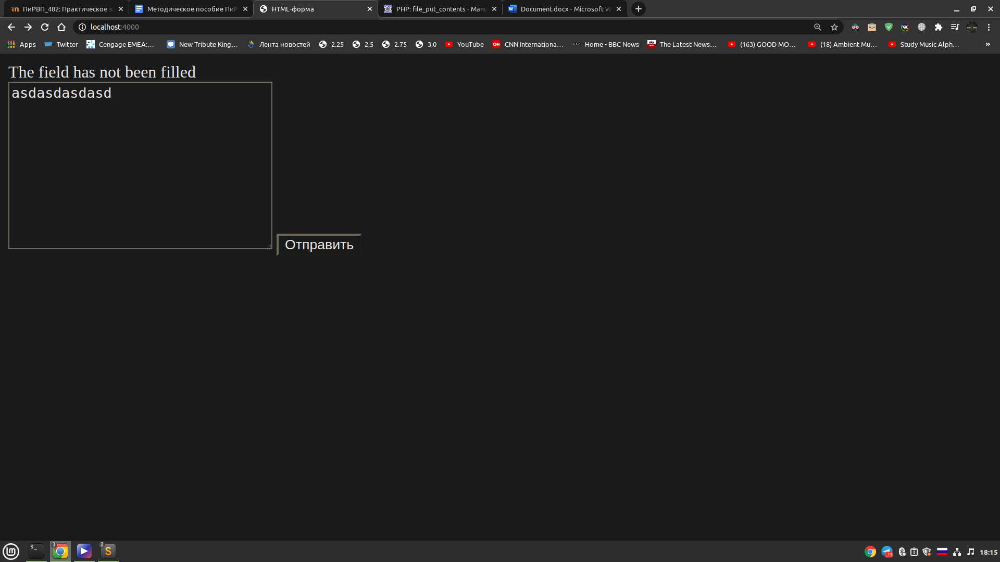 ПиРВП_482: Практическое за
Методическое пособие ПиР
HTML-форма
PHP: file_put_contents - Manu
Document.docx - Microsoft W
localhost:4000
Apps
Twitter
Cengage EMEA:...
New Tribute King...
Лента новостей
2.25
2,5
2.75
3,0
YouTube
CNN Internationa...
Home - BBC News
The Latest News...
(163) GOOD MO...
(18) Ambient Mu...
Study Music Alph...
»
The field has not been filled
asdasdasdasd
Отправить
3
2
18:15